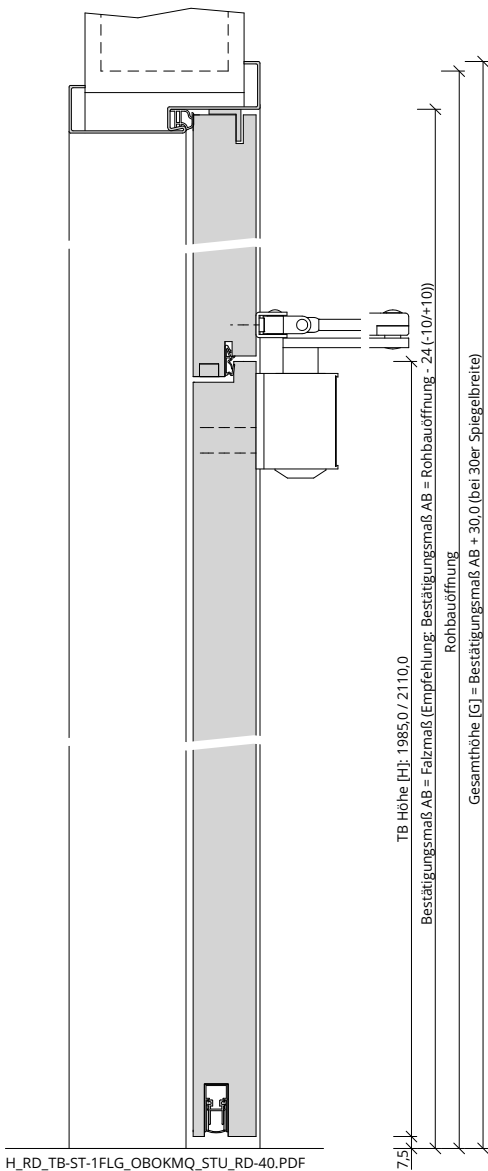 TB Höhe [H]: 1985,0 / 2110,0
Bestätigungsmaß AB = Falzmaß (Empfehlung: Bestätigungsmaß AB = Rohbauöffnung - 24 (-10/+10))
Rohbauöffnung
Gesamthöhe [G] = Bestätigungsmaß AB + 30,0 (bei 30er Spiegelbreite)
7,5
H_RD_TB-ST-1FLG_OBOKMQ_STU_RD-40.PDF